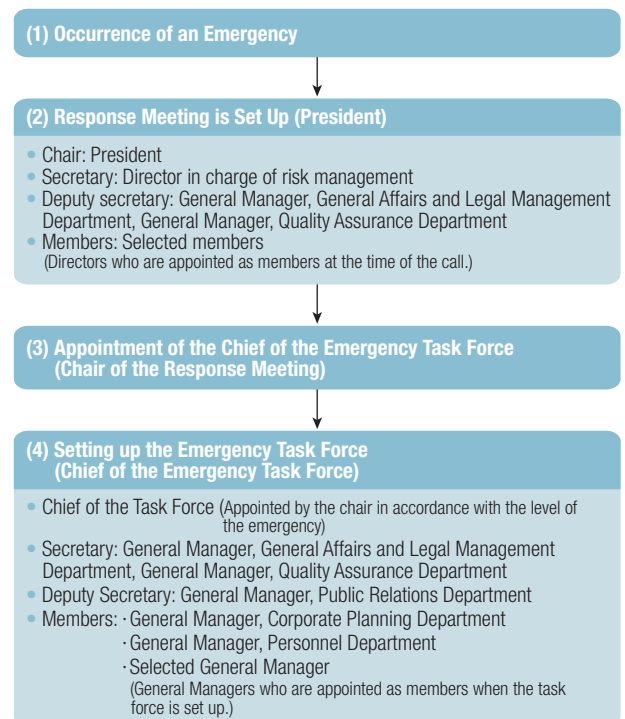 (1) Occurrence of an Emergency
(2) Response Meeting is Set Up (President)
• Chair: President
• Secretary: Director in charge of risk management
• Deputy secretary: General Manager, General Affairs and Legal Management
Department, General Manager, Quality Assurance Department
• Members: Selected members
(Directors who are appointed as members at the time of the call.)
(3) Appointment of the Chief of the Emergency Task Force
(Chair of the Response Meeting)
(4) Setting up the Emergency Task Force
(Chief of the Emergency Task Force)
• Chief of the Task Force (Appointed by the chair in accordance with the level of
the emergency)
• Secretary: General Manager, General Affairs and Legal Management
Department, General Manager, Quality Assurance Department
• Deputy Secretary: General Manager, Public Relations Department
• Members: · General Manager, Corporate Planning Department
· General Manager, Personnel Department
· Selected General Manager
(General Managers who are appointed as members when the task
force is set up.)